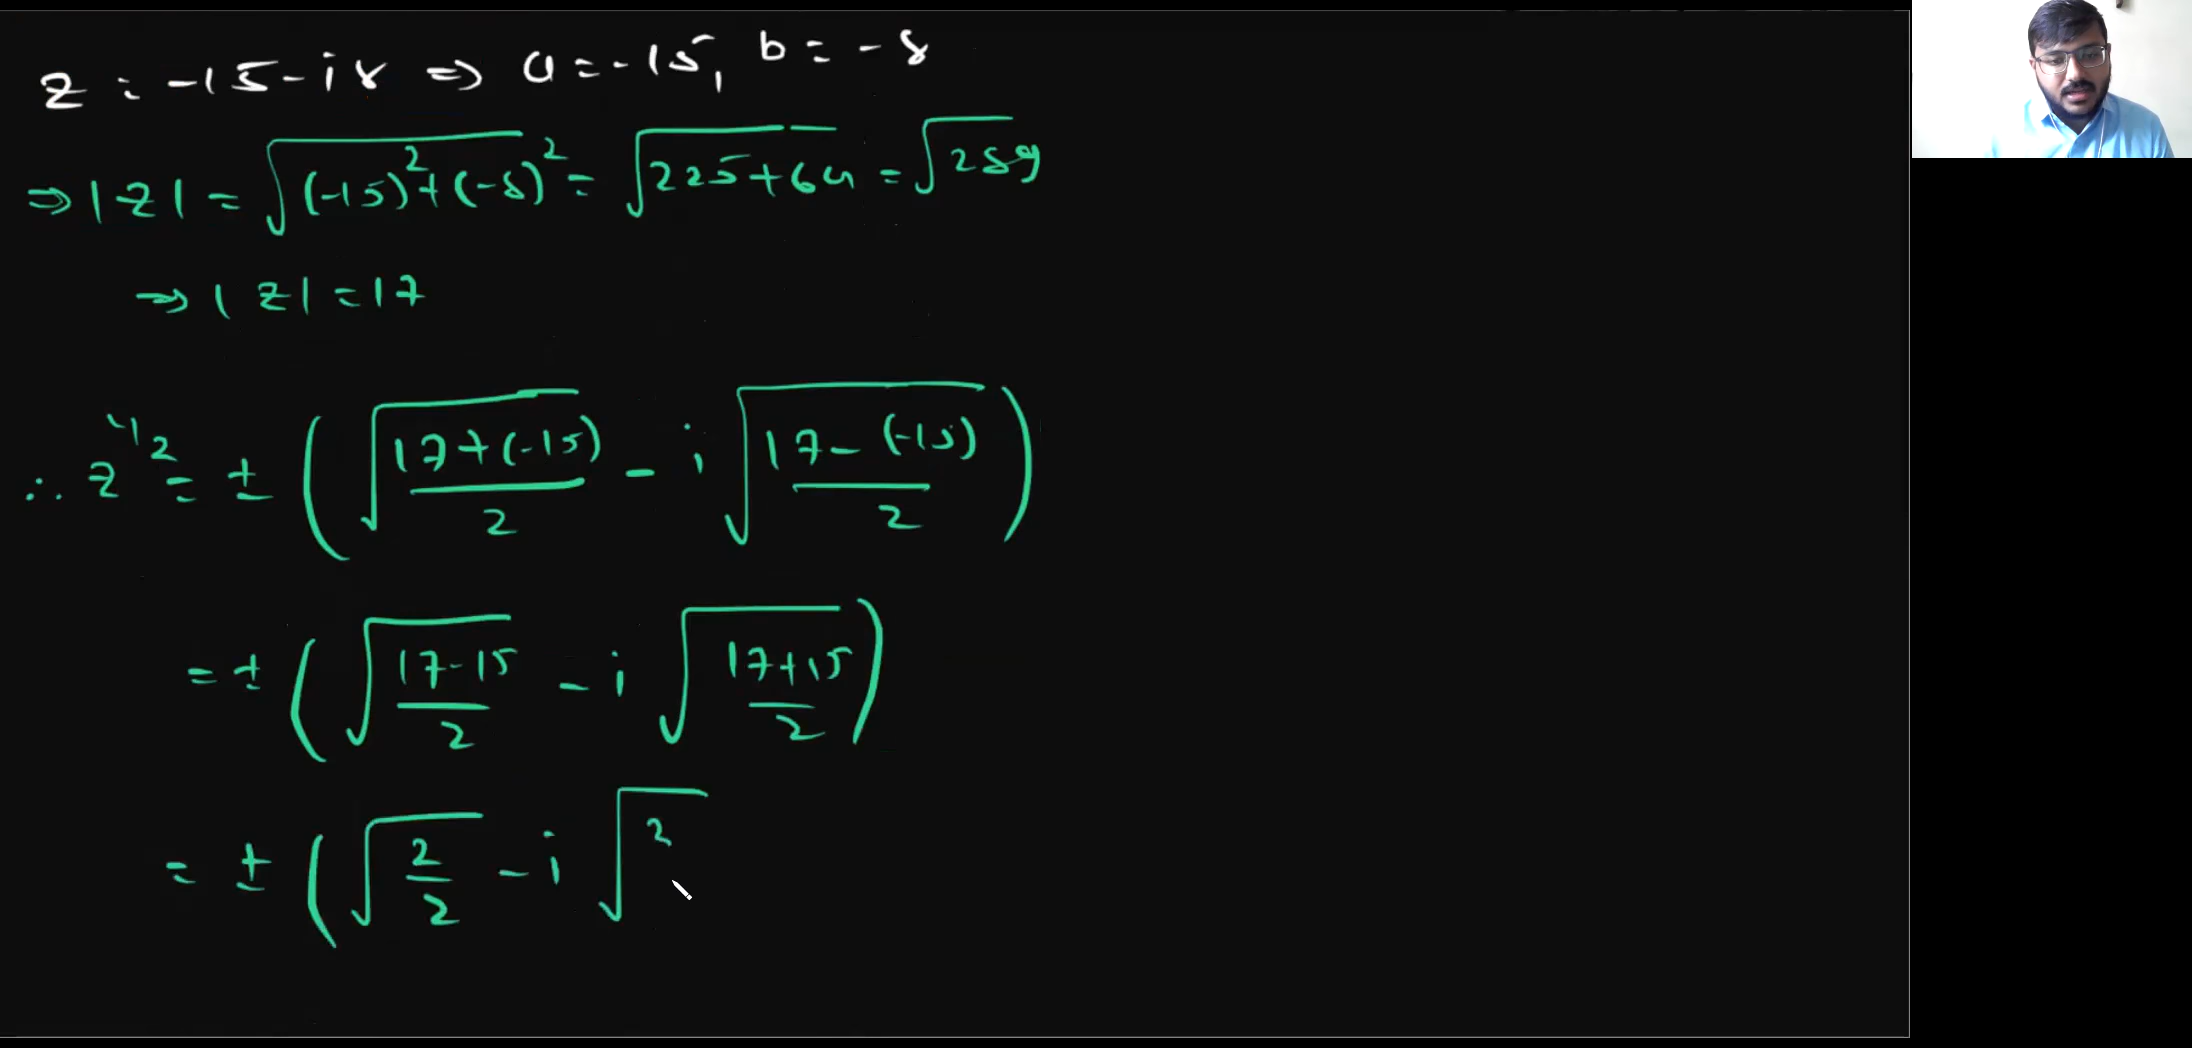 z = -15 - i8 ⇒ a = -15, b = -8
⇒ |z| = √((-15)² + (-8)²) = √(225 + 64) = √289
⇒ |z| = 17
∴ z^1/2 = ± (√((17 + (-15))/2) - i √((17 - (-15))/2))
= ± (√((17 - 15)/2) - i √((17 + 15)/2))
= ± (√(2/2) - i √3